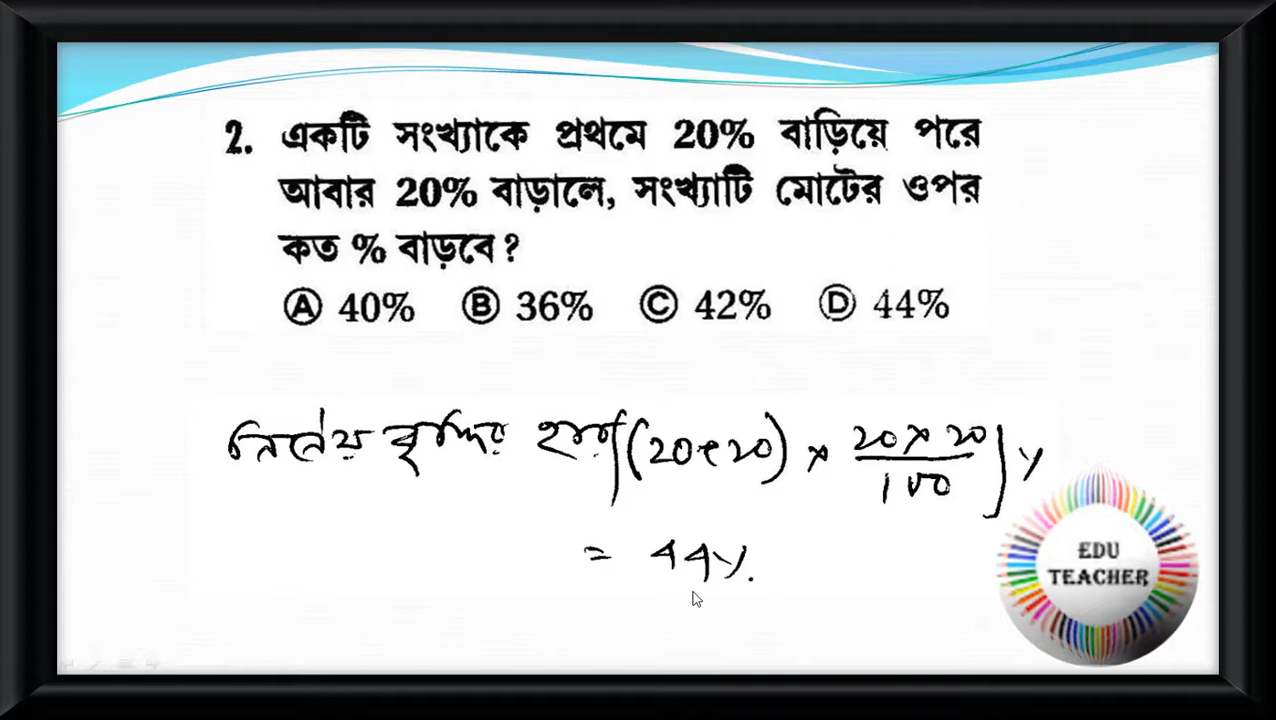 2. একটি সংখ্যাকে প্রথমে 20% বাড়িয়ে পরে
আবার 20% বাড়ালে, সংখ্যাটি মোটের ওপর
কত % বাড়বে?
Ⓐ 40% Ⓑ 36% Ⓒ 42% Ⓓ 44%
নির্নেয় বৃদ্ধির হার [(20+20) × 20×20/100]%
= 44%.
EDU
TEACHER